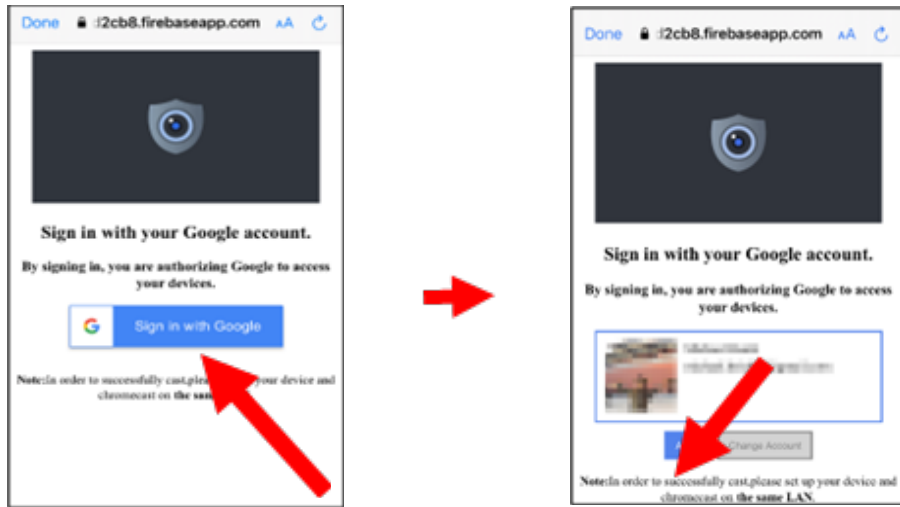 Done :2cb8.firebaseapp.com AA
Sign in with your Google account.
By signing in, you are authorizing Google to access
your devices.
G Sign in with Google
Note:In order to successfully cast,please your device and
chromecast on the same
Done :2cb8.firebaseapp.com AA
Sign in with your Google account.
By signing in, you are authorizing Google to access
your devices.
Change Account
Note:In order to successfully cast,please set up your device and
chromecast on the same LAN.